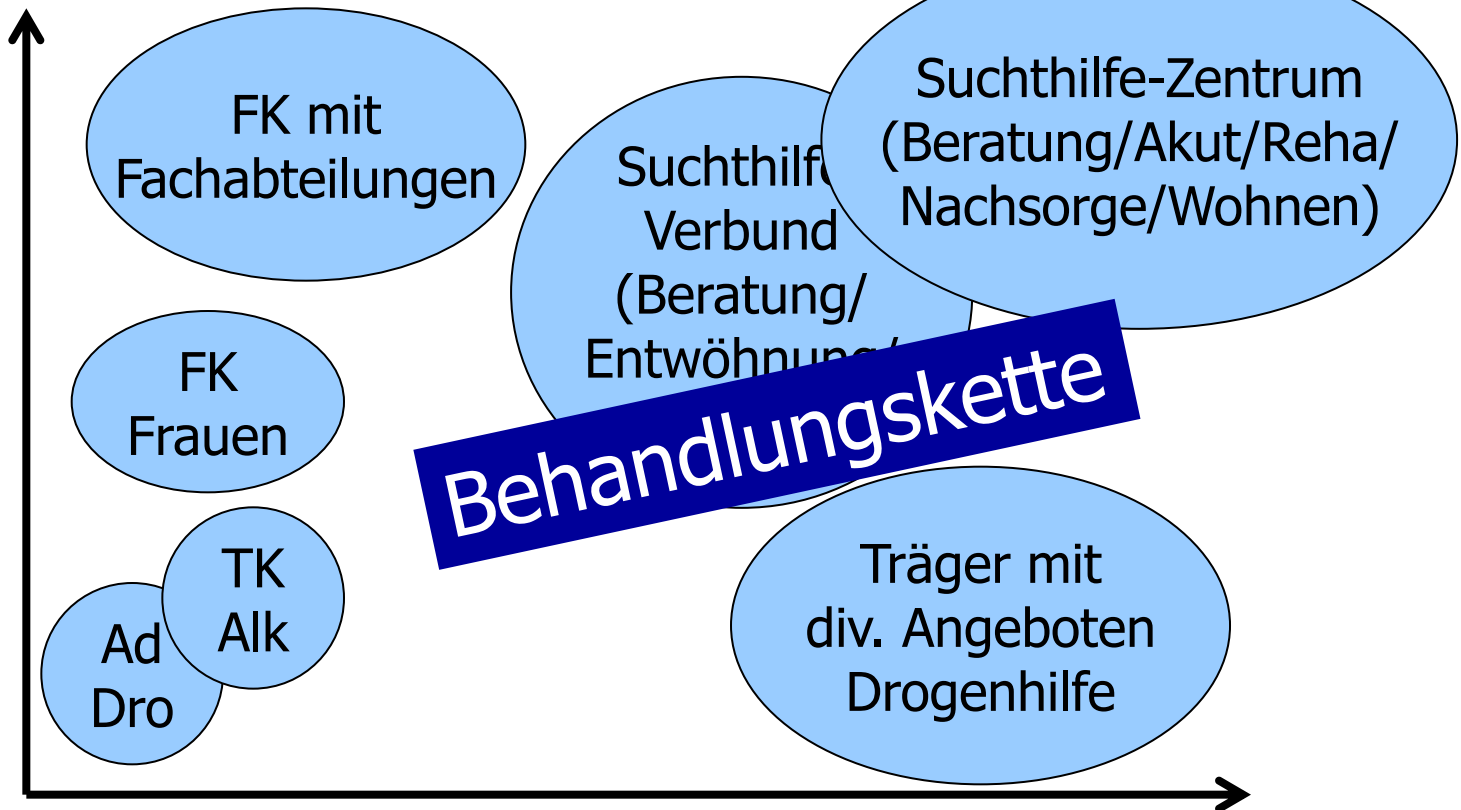 FK mit
Fachabteilungen
Suchthilfe-Zentrum
(Beratung/Akut/Reha/
Nachsorge/Wohnen)
Verbund
(Beratung/
FK
Frauen
Behandlungskette
TK
Alk
Ad
Dro
Träger mit
div. Angeboten
Drogenhilfe